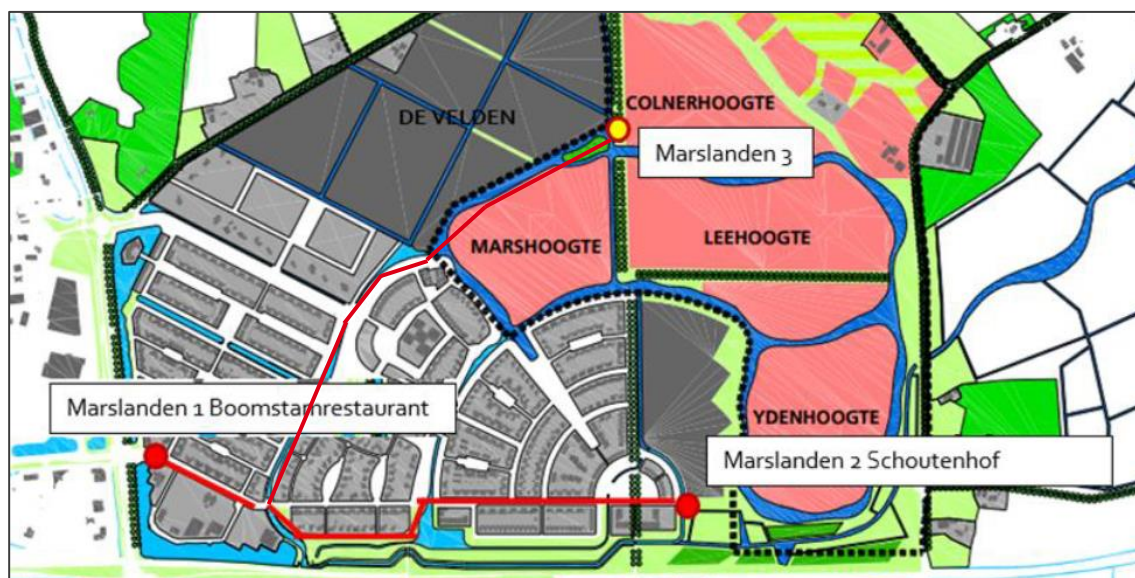 COLNERHOOGTE
DE VELDEN
Marslanden 3
MARSHOOGTE
LEEHOOGTE
Marslanden 1 Boomstamrestaurant
YDENHOOGTE
Marslanden 2 Schoutenhof